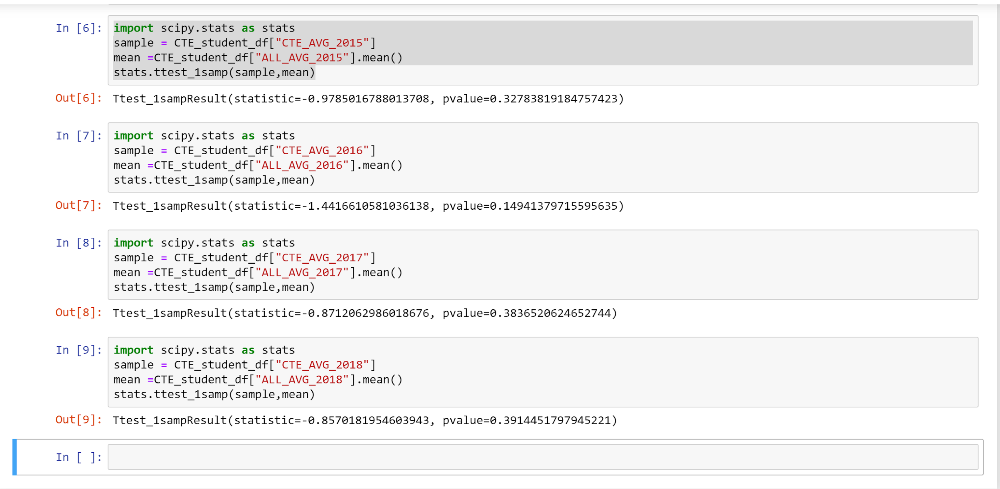 In [6]: import scipy.stats as stats
sample = CTE_student_df["CTE_AVG_2015"]
mean =CTE_student_df["ALL_AVG_2015"].mean()
stats.ttest_1samp(sample,mean)
Out[6]: Ttest_1sampResult(statistic=-0.9785016788013708, pvalue=0.32783819184757423)
In [7]: import scipy.stats as stats
sample = CTE_student_df["CTE_AVG_2016"]
mean =CTE_student_df["ALL_AVG_2016"].mean()
stats.ttest_1samp(sample,mean)
Out[7]: Ttest_1sampResult(statistic=-1.4416610581036138, pvalue=0.14941379715595635)
In [8]: import scipy.stats as stats
sample = CTE_student_df["CTE_AVG_2017"]
mean =CTE_student_df["ALL_AVG_2017"].mean()
stats.ttest_1samp(sample,mean)
Out[8]: Ttest_1sampResult(statistic=-0.8712062986018676, pvalue=0.3836520624652744)
In [9]: import scipy.stats as stats
sample = CTE_student_df["CTE_AVG_2018"]
mean =CTE_student_df["ALL_AVG_2018"].mean()
stats.ttest_1samp(sample,mean)
Out[9]: Ttest_1sampResult(statistic=-0.8570181954603943, pvalue=0.3914451797945221)
In [ ]: